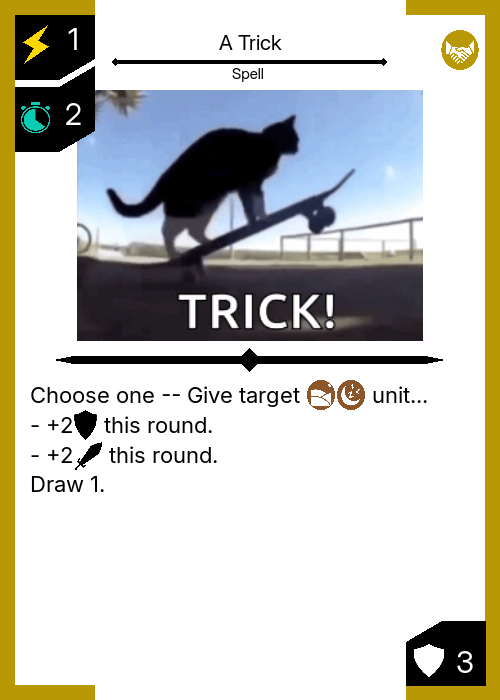 1
A Trick
Spell
2
TRICK!
Choose one -- Give target unit...
- +2 this round.
- +2 this round.
Draw 1.
3